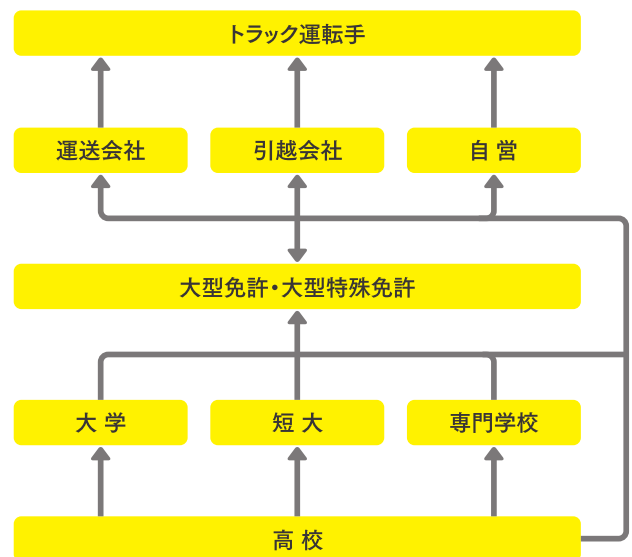 トラック運転手
運送会社
引越会社
自営
大型免許・大型特殊免許
大学
短大
専門学校
高校